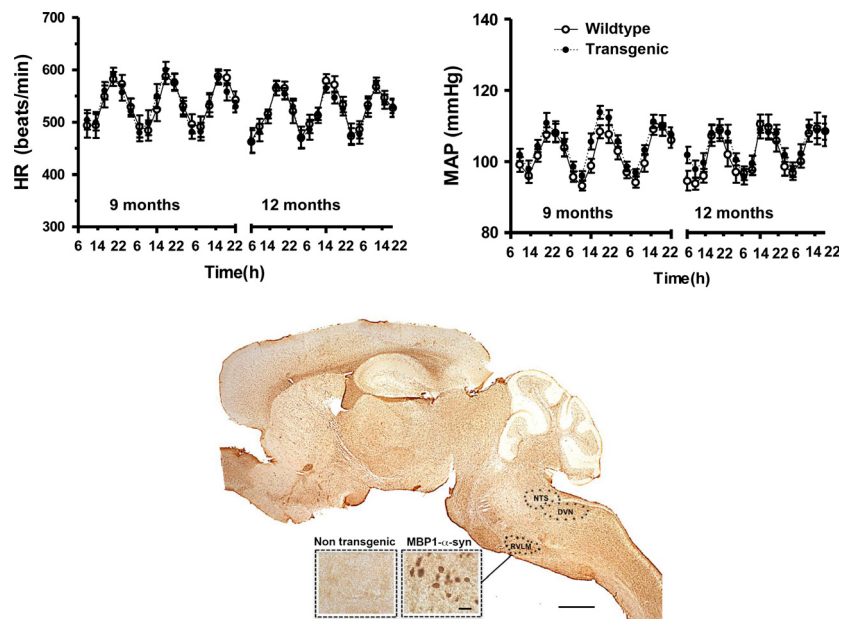 700
600
500
400
300
HR (beats/min)
9 months
12 months
6 14 22 6 14 22 6 14 22
6 14 22 6 14 22 6 14 22
Time(h)
140
120
100
80
MAP (mmHg)
Wildtype
Transgenic
9 months
12 months
6 14 22 6 14 22 6 14 22
6 14 22 6 14 22 6 14 22
Time(h)
NTS
DVN
RVLM
Non transgenic
MBP1-α-syn